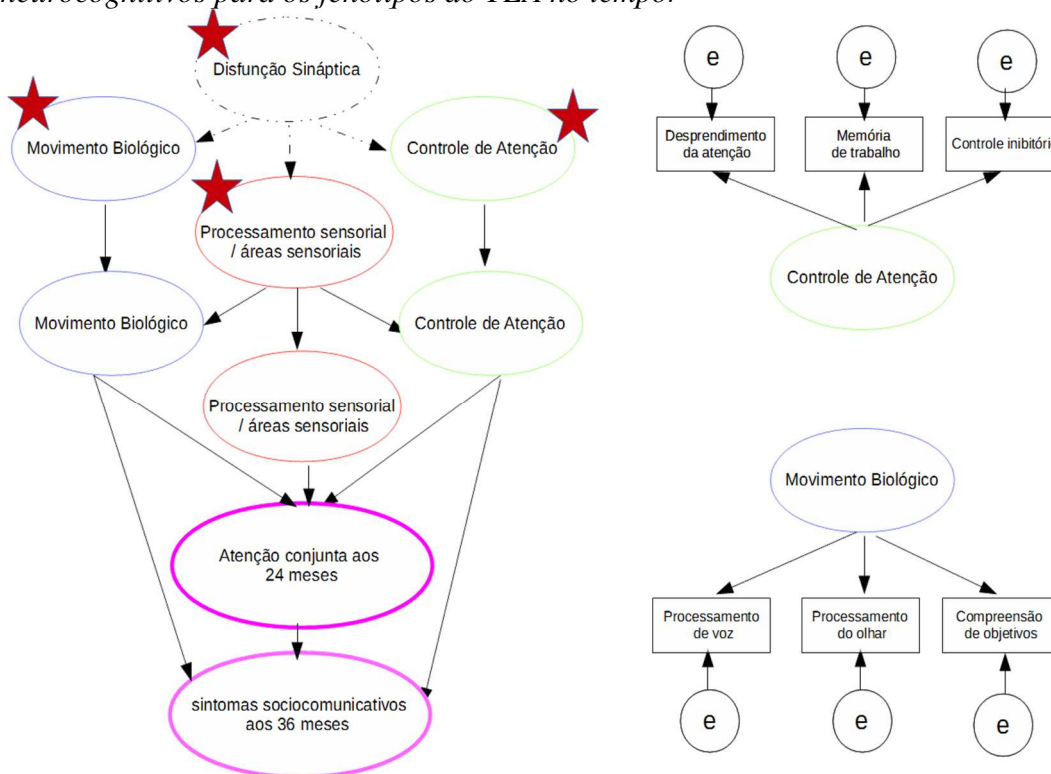 neurocognitivos para os fenótipos do TEA no tempo.
Disfunção Sináptica
Movimento Biológico
Controle de Atenção
Processamento sensorial
/ áreas sensoriais
Movimento Biológico
Controle de Atenção
Processamento sensorial
/ áreas sensoriais
Atenção conjunta aos
24 meses
sintomas sociocomunicativos
aos 36 meses
e
e
e
Desprendimento
da atenção
Memória
de trabalho
Controle inibitóri
Controle de Atenção
Movimento Biológico
Processamento
de voz
Processamento
do olhar
Compreensão
de objetivos
e
e
e